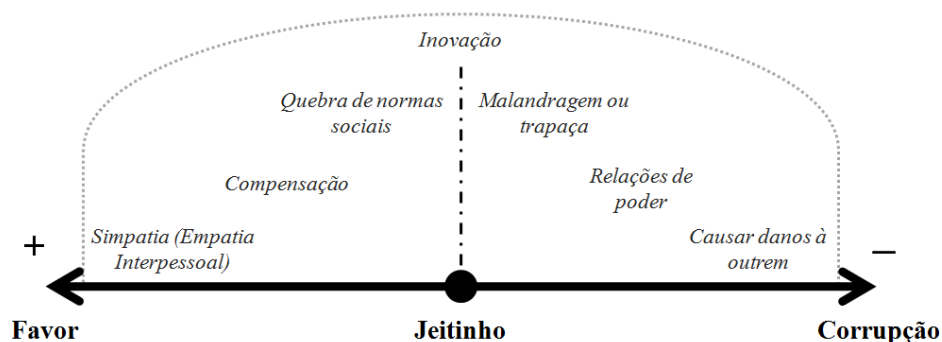 Inovação
Quebra de normas
sociais
Malandragem ou
trapaça
Compensação
Relações de
poder
+
Simpatia (Empatia
Interpessoal)
Causar danos à
outrem
–
Favor
Jeitinho
Corrupção